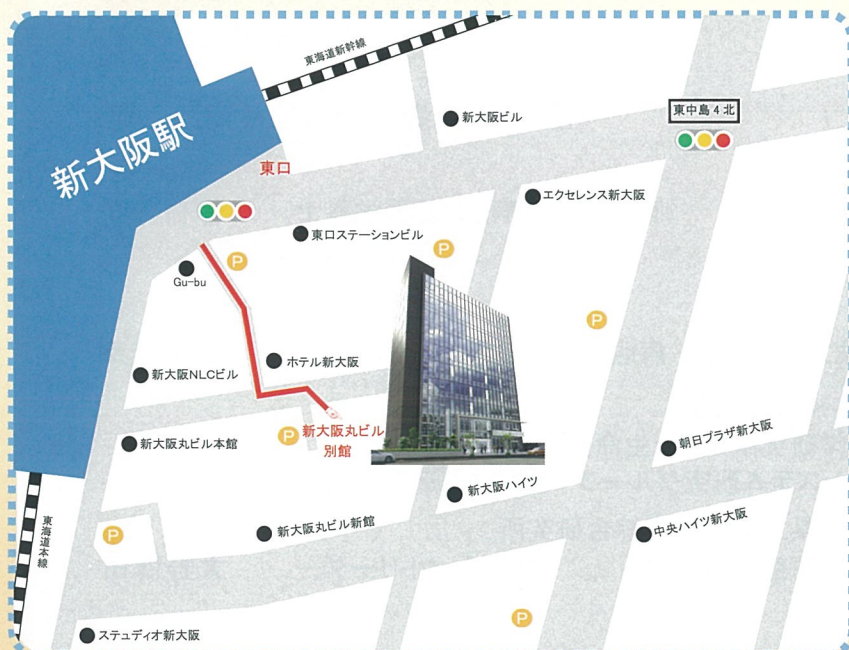 東海道新幹線
新大阪駅
東中島4北
新大阪ビル
東口
エクセレンス新大阪
東口ステーションビル
P
P
Gu-bu
P
ホテル新大阪
新大阪NLCビル
新大阪丸ビル本館
P
新大阪丸ビル
別館
朝日プラザ新大阪
新大阪ハイツ
東海道本線
P
新大阪丸ビル新館
中央ハイツ新大阪
P
ステュディオ新大阪